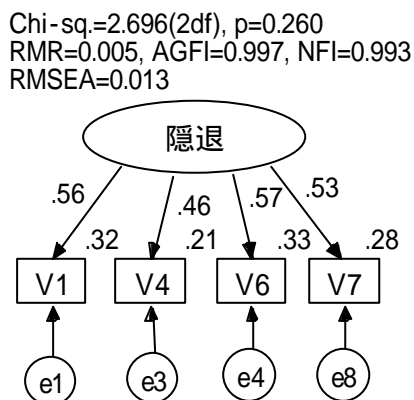 Chi-sq.=2.696(2df), p=0.260
RMR=0.005, AGFI=0.997, NFI=0.993
RMSEA=0.013
隠退
.56 .46 .57 .53
.32 .21 .33 .28
V1 V4 V6 V7
e1 e3 e4 e8